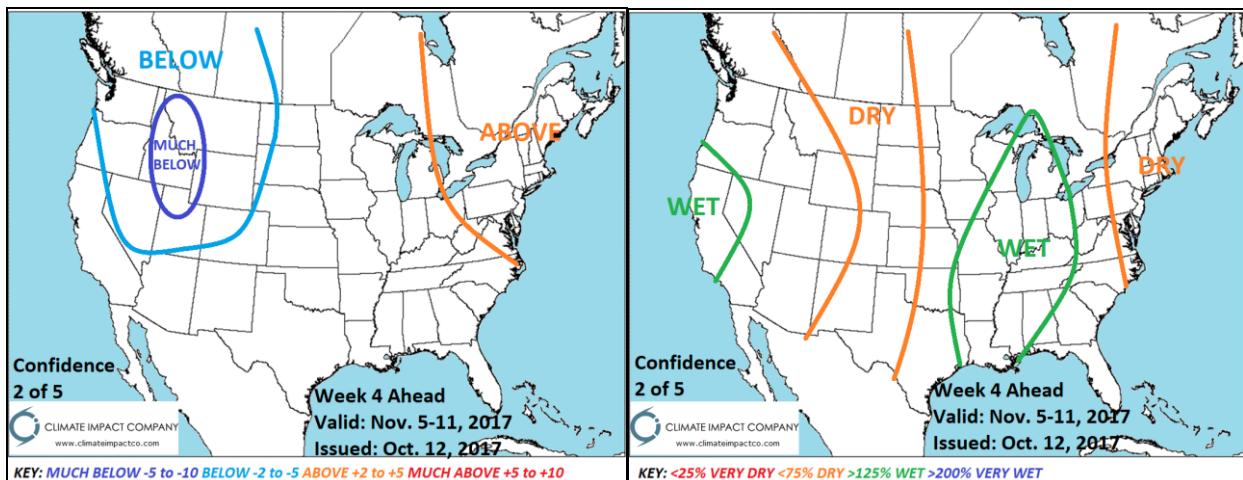 BELOW
MUCH
BELOW
ABOVE
Confidence
2 of 5
CLIMATE IMPACT COMPANY
www.climateimpactco.com
Week 4 Ahead
Valid: Nov. 5-11, 2017
Issued: Oct. 12, 2017
KEY: MUCH BELOW -5 to -10 BELOW -2 to -5 ABOVE +2 to +5 MUCH ABOVE +5 to +10
DRY
DRY
WET
WET
Confidence
2 of 5
CLIMATE IMPACT COMPANY
www.climateimpactco.com
Week 4 Ahead
Valid: Nov. 5-11, 2017
Issued: Oct. 12, 2017
KEY: <25% VERY DRY <75% DRY >125% WET >200% VERY WET